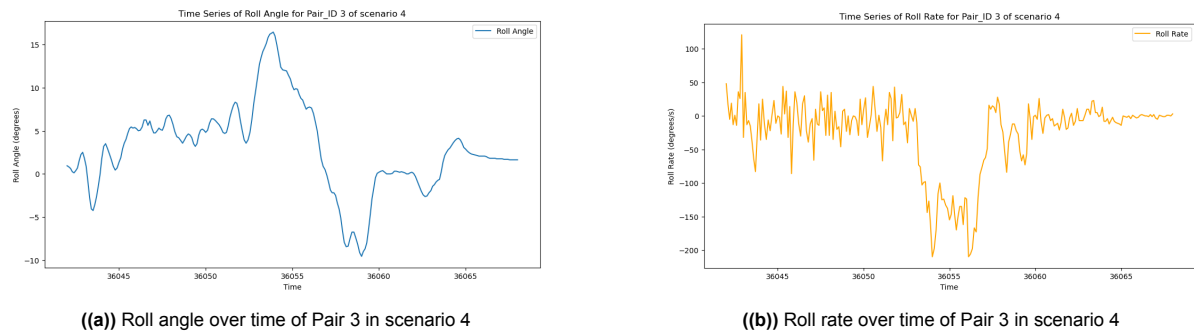 Time Series of Roll Angle for Pair_ID 3 of scenario 4
Roll Angle
15
10
5
0
−5
−10
Roll Angle (degrees)
36045 36050 36055 36060 36065
Time
((a)) Roll angle over time of Pair 3 in scenario 4
Time Series of Roll Rate for Pair_ID 3 of scenario 4
Roll Rate
100
50
0
−50
−100
−150
−200
Roll Rate (degrees/s)
36045 36050 36055 36060 36065
Time
((b)) Roll rate over time of Pair 3 in scenario 4